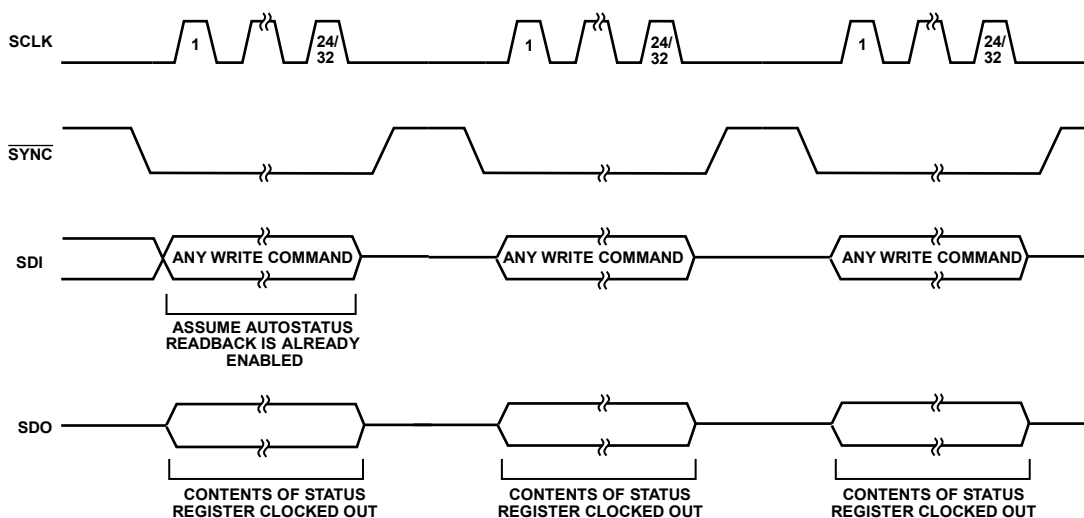 SCLK
1
24/
32
1
24/
32
1
24/
32
SYNC
SDI
ANY WRITE COMMAND
ANY WRITE COMMAND
ANY WRITE COMMAND
ASSUME AUTOSTATUS
READBACK IS ALREADY
ENABLED
SDO
CONTENTS OF STATUS
REGISTER CLOCKED OUT
CONTENTS OF STATUS
REGISTER CLOCKED OUT
CONTENTS OF STATUS
REGISTER CLOCKED OUT